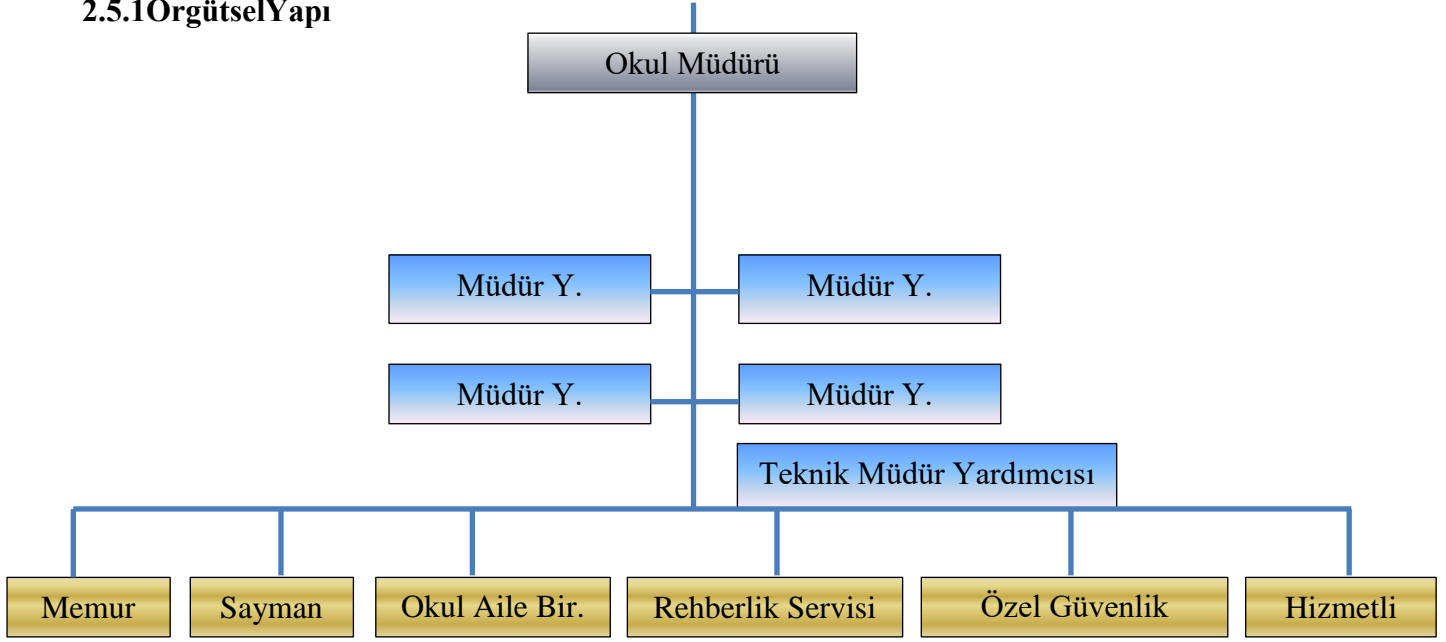 2.5.1ÖrgütselYapı
Okul Müdürü
Müdür Y.
Müdür Y.
Müdür Y.
Müdür Y.
Teknik Müdür Yardımcısı
Memur
Sayman
Okul Aile Bir.
Rehberlik Servisi
Özel Güvenlik
Hizmetli